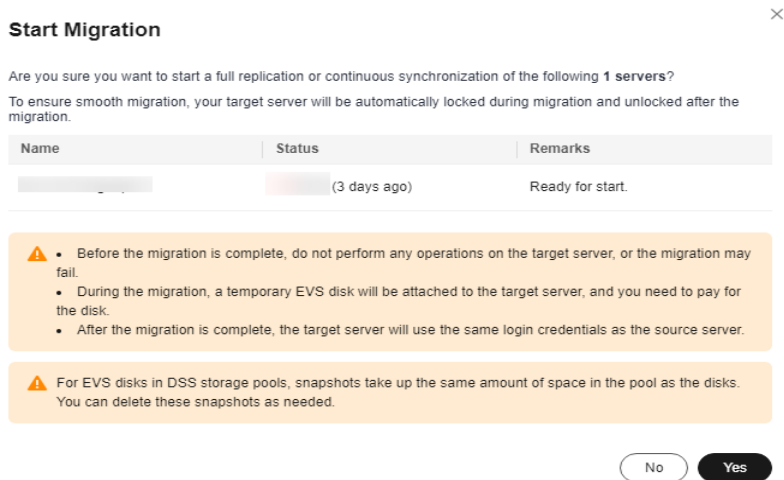 Start Migration
Are you sure you want to start a full replication or continuous synchronization of the following 1 servers?
To ensure smooth migration, your target server will be automatically locked during migration and unlocked after the
migration.
Name Status Remarks
(3 days ago) Ready for start.
• Before the migration is complete, do not perform any operations on the target server, or the migration may
fail.
• During the migration, a temporary EVS disk will be attached to the target server, and you need to pay for
the disk.
• After the migration is complete, the target server will use the same login credentials as the source server.
For EVS disks in DSS storage pools, snapshots take up the same amount of space in the pool as the disks.
You can delete these snapshots as needed.
No Yes